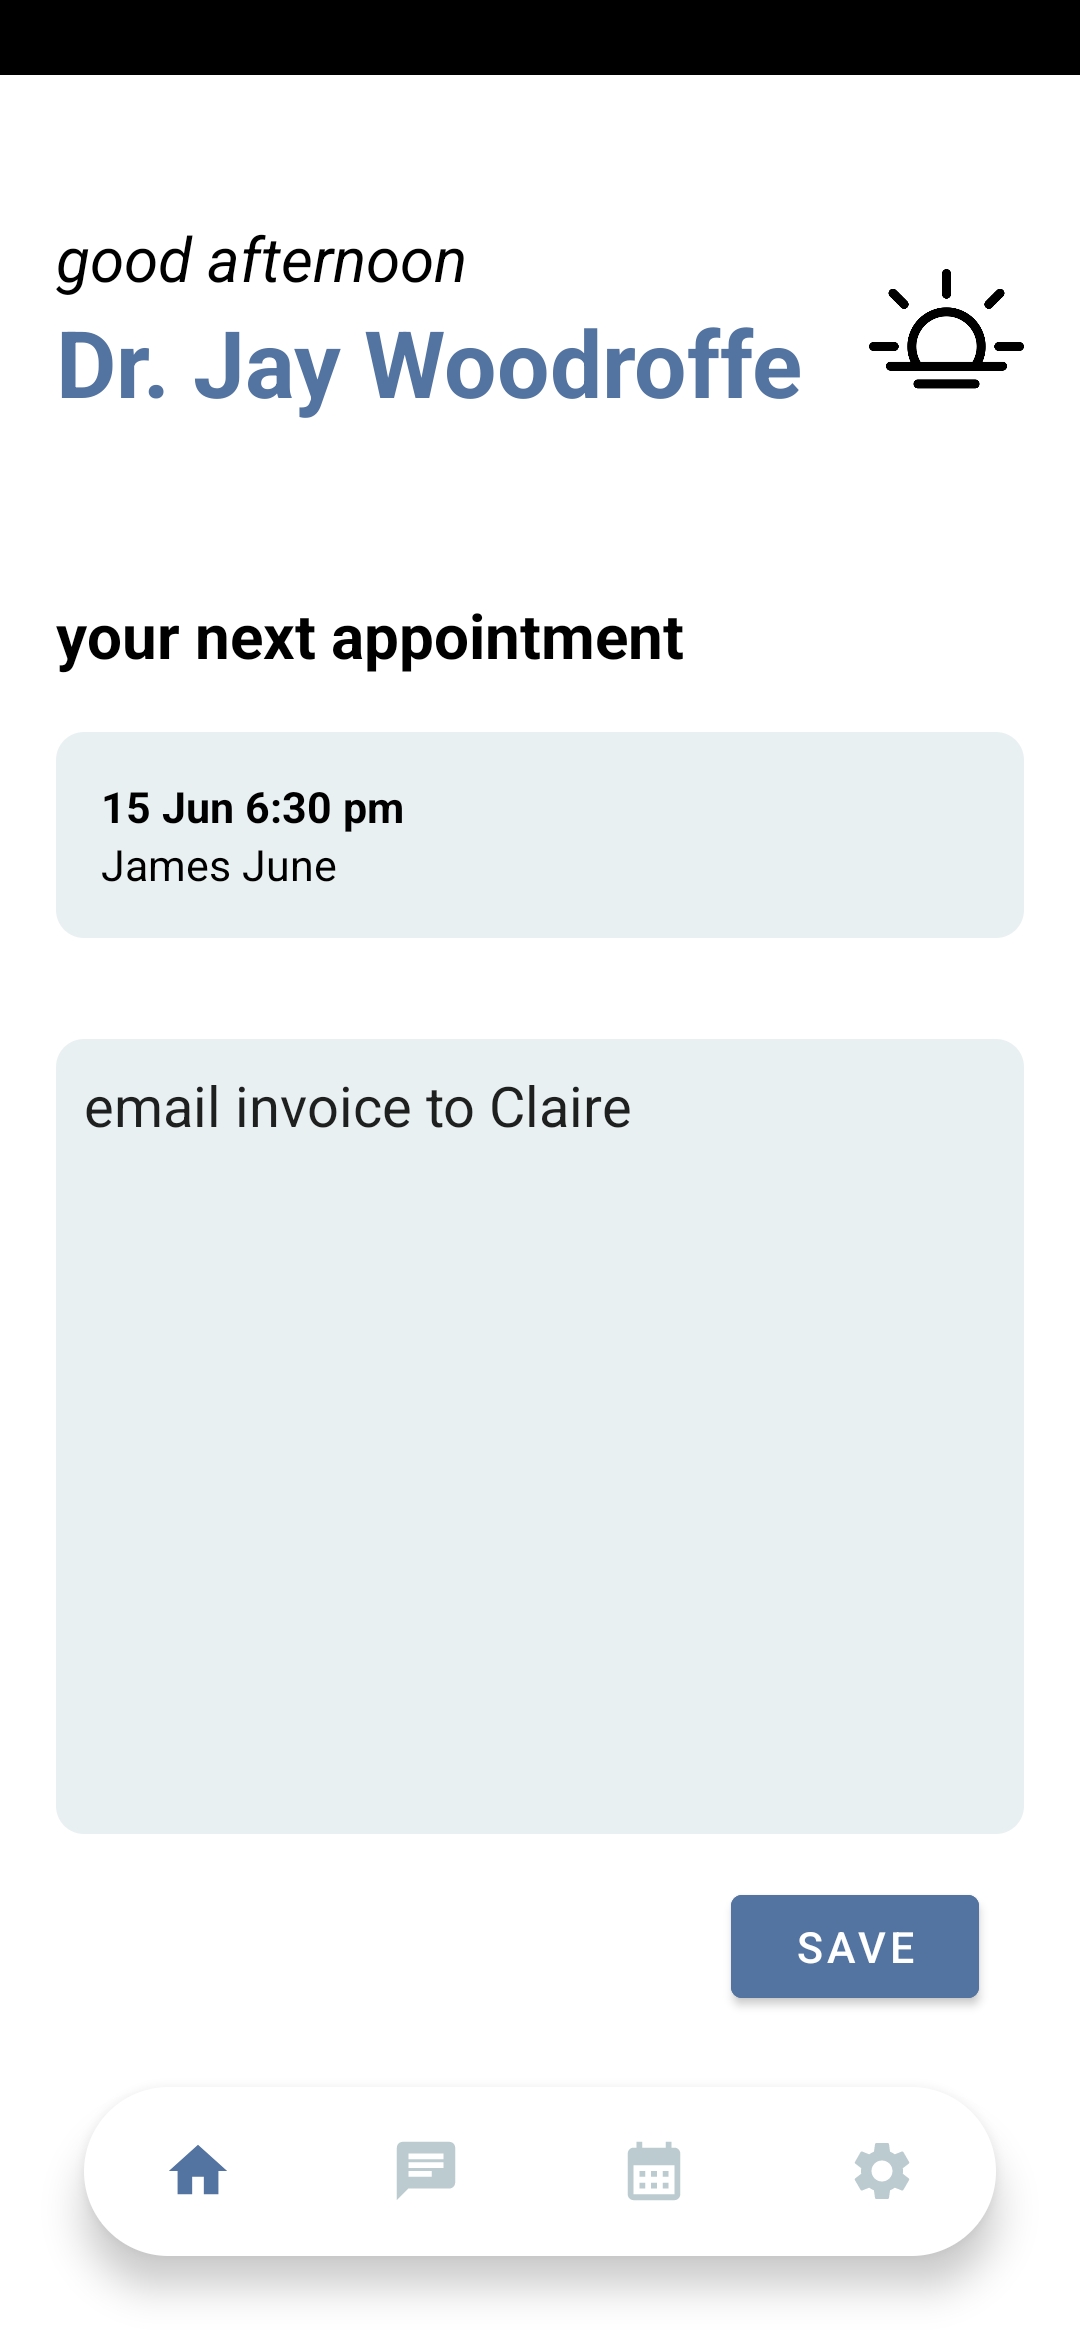 good afternoon
Dr. Jay Woodroffe
your next appointment
15 Jun 6:30 pm
James June
email invoice to Claire
SAVE